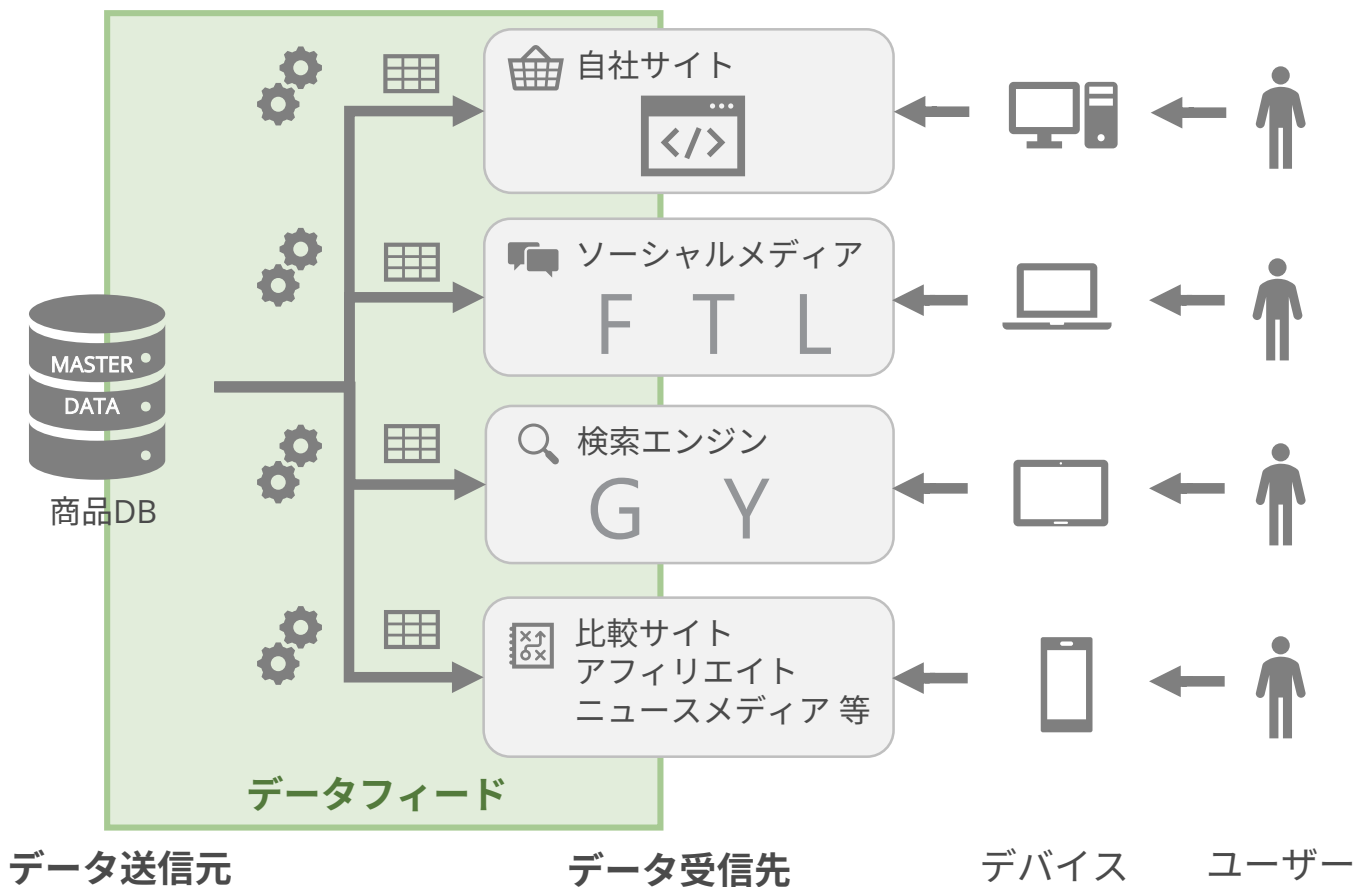 自社サイト
</>
ソーシャルメディア
F T L
MASTER
DATA
商品DB
検索エンジン
G Y
比較サイト
アフィリエイト
ニュースメディア 等
データフィード
データ送信元
データ受信先
デバイス
ユーザー